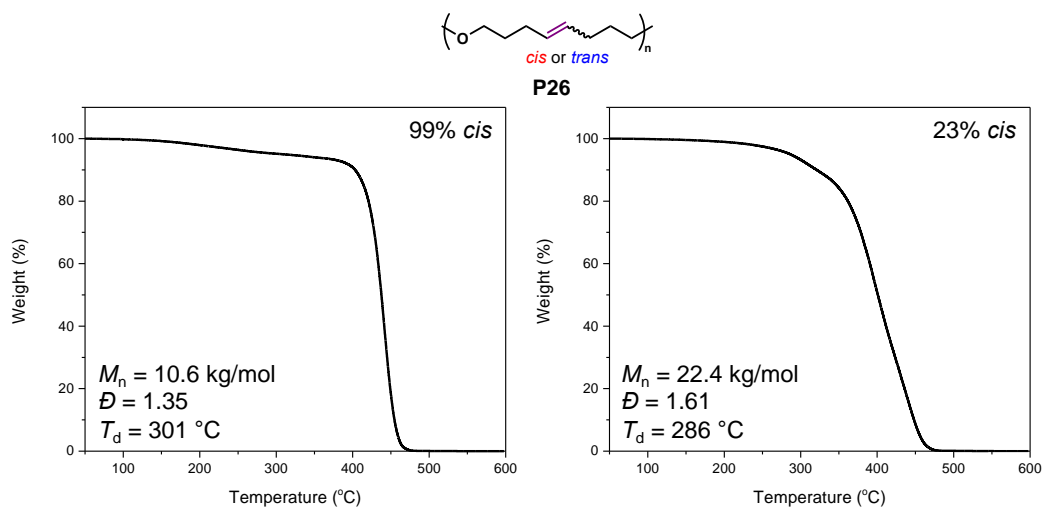 O
n
cis or trans
P26
99% cis
100
80
60
40
20
0
Weight (%)
Mn = 10.6 kg/mol
Đ = 1.35
Td = 301 °C
100 200 300 400 500 600
Temperature (°C)
23% cis
100
80
60
40
20
0
Weight (%)
Mn = 22.4 kg/mol
Đ = 1.61
Td = 286 °C
100 200 300 400 500 600
Temperature (°C)